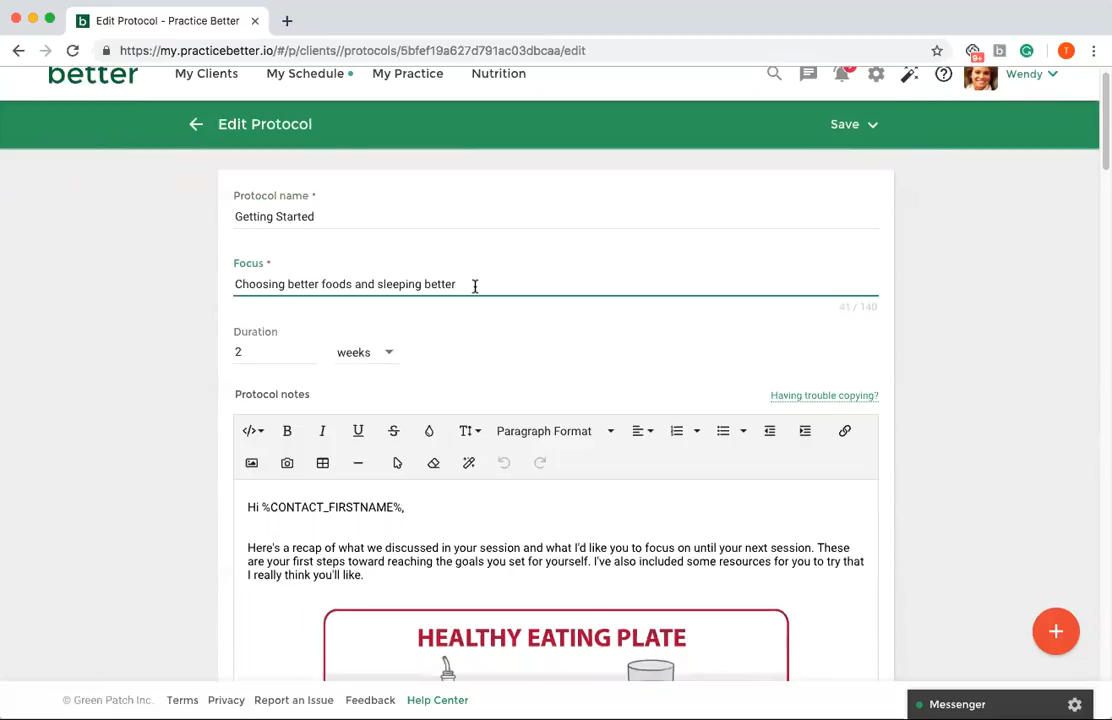 Edit Protocol - Practice Better
https://my.practicebetter.io/#/p/clients//protocols/5bfef19a627d791ac03dbcaa/edit
9+
T
better
My Clients
My Schedule
My Practice
Nutrition
Wendy
Edit Protocol
Save
Protocol name *
Getting Started
Focus *
Choosing better foods and sleeping better
41 / 140
Duration
2 weeks
Protocol notes
Having trouble copying?
Paragraph Format
Hi %CONTACT_FIRSTNAME%,
Here's a recap of what we discussed in your session and what I'd like you to focus on until your next session. These
are your first steps toward reaching the goals you set for yourself. I've also included some resources for you to try that
I really think you'll like.
HEALTHY EATING PLATE
© Green Patch Inc.
Terms
Privacy
Report an Issue
Feedback
Help Center
Messenger